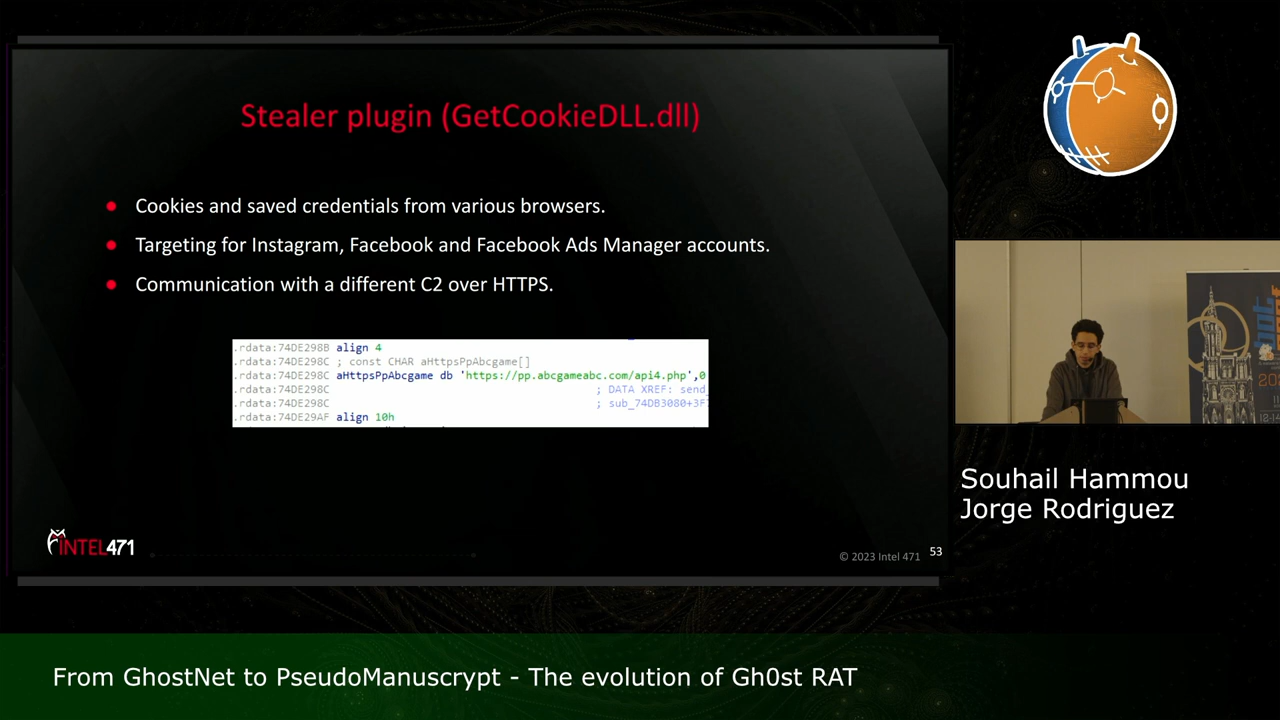 Stealer plugin (GetCookieDLL.dll)
Cookies and saved credentials from various browsers.
Targeting for Instagram, Facebook and Facebook Ads Manager accounts.
Communication with a different C2 over HTTPS.
.rdata:74DE298B align 4
.rdata:74DE298C ; const CHAR aHttpsPpAbcgame[]
.rdata:74DE298C aHttpsPpAbcgame db 'https://pp.abcgameabc.com/api4.php',0
.rdata:74DE298C ; DATA XREF: send_
.rdata:74DE298C ; sub_74DB3080+3F
.rdata:74DE29AF align 10h
INTEL471
© 2023 Intel 471 53
Souhail Hammou
Jorge Rodriguez
From GhostNet to PseudoManuscrypt - The evolution of Gh0st RAT